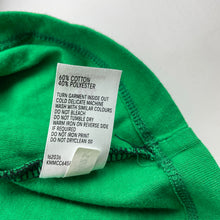 60% COTTON
40% POLYESTER
TURN GARMENT INSIDE OUT
COLD DELICATE MACHINE
WASH WITH SIMILAR COLOURS
DO NOT BLEACH
DO NOT TUMBLE DRY
WARM IRON ON REVERSE SIDE
IF REQUIRED
DO NOT IRON PRINT
DO NOT DRYCLEAN